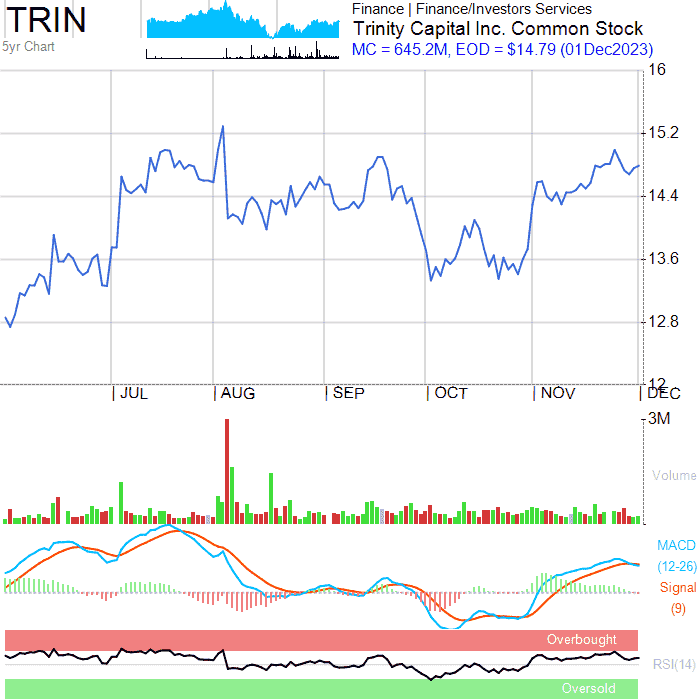 TRIN
5yr Chart
Finance | Finance/Investors Services
Trinity Capital Inc. Common Stock
MC = 645.2M, EOD = $14.79 (01Dec2023)
16
15.2
14.4
13.6
12.8
12
JUL AUG SEP OCT NOV DEC
3M
Volume
MACD
(12-26)
Signal
(9)
Overbought
RSI(14)
Oversold